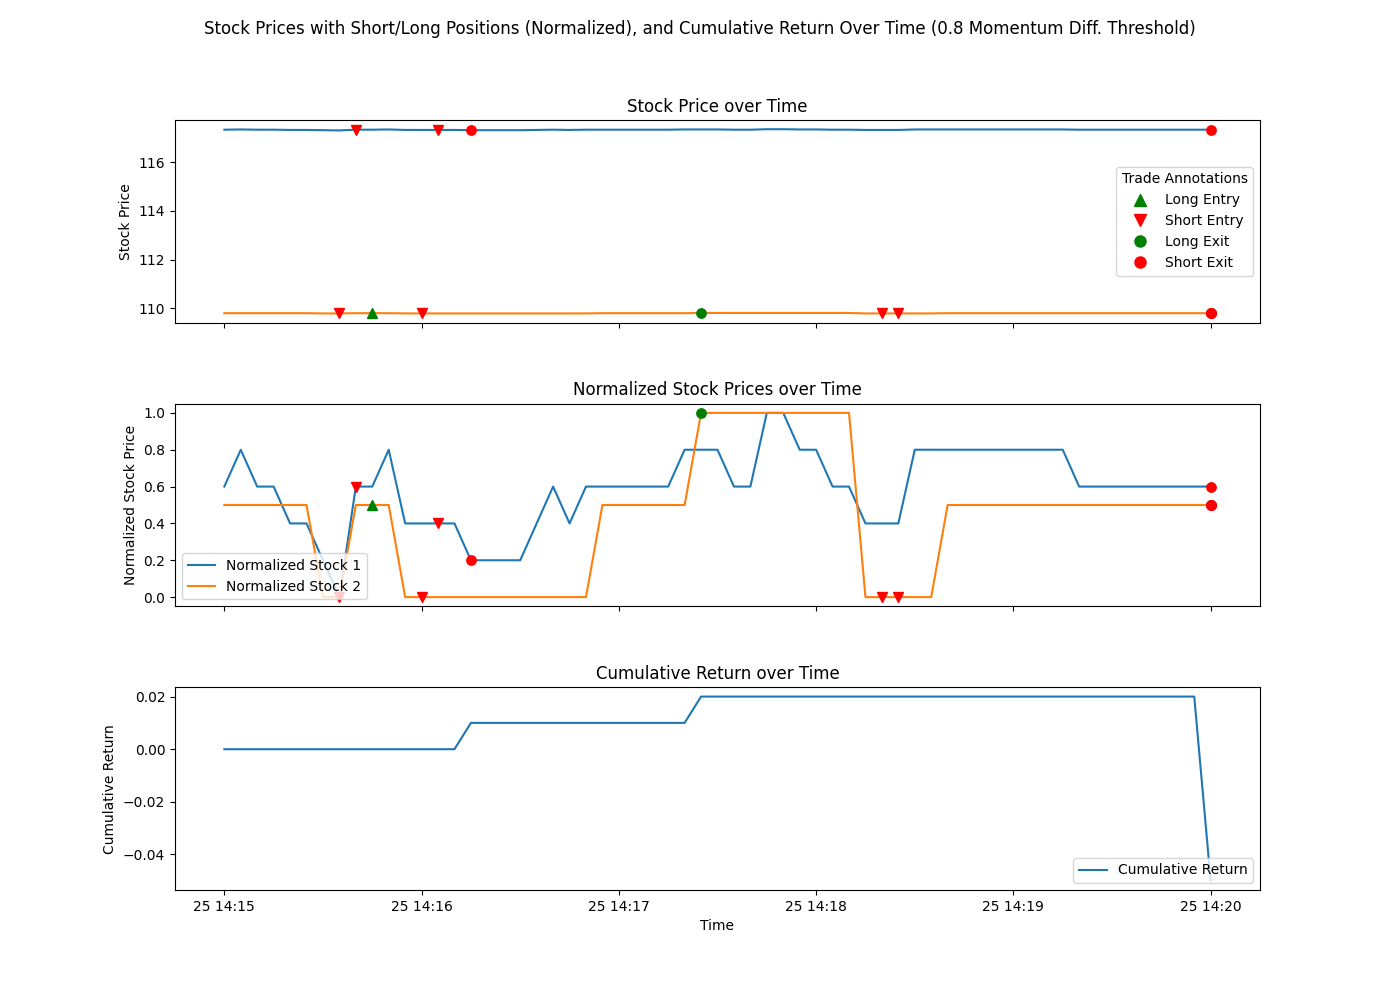 Stock Prices with Short/Long Positions (Normalized), and Cumulative Return Over Time (0.8 Momentum Diff. Threshold)
Stock Price over Time
Stock Price
116
114
112
110
Trade Annotations
Long Entry
Short Entry
Long Exit
Short Exit
Normalized Stock Prices over Time
Normalized Stock Price
1.0
0.8
0.6
0.4
0.2
0.0
Normalized Stock 1
Normalized Stock 2
Cumulative Return over Time
Cumulative Return
0.02
0.00
−0.02
−0.04
Cumulative Return
25 14:15 25 14:16 25 14:17 25 14:18 25 14:19 25 14:20
Time